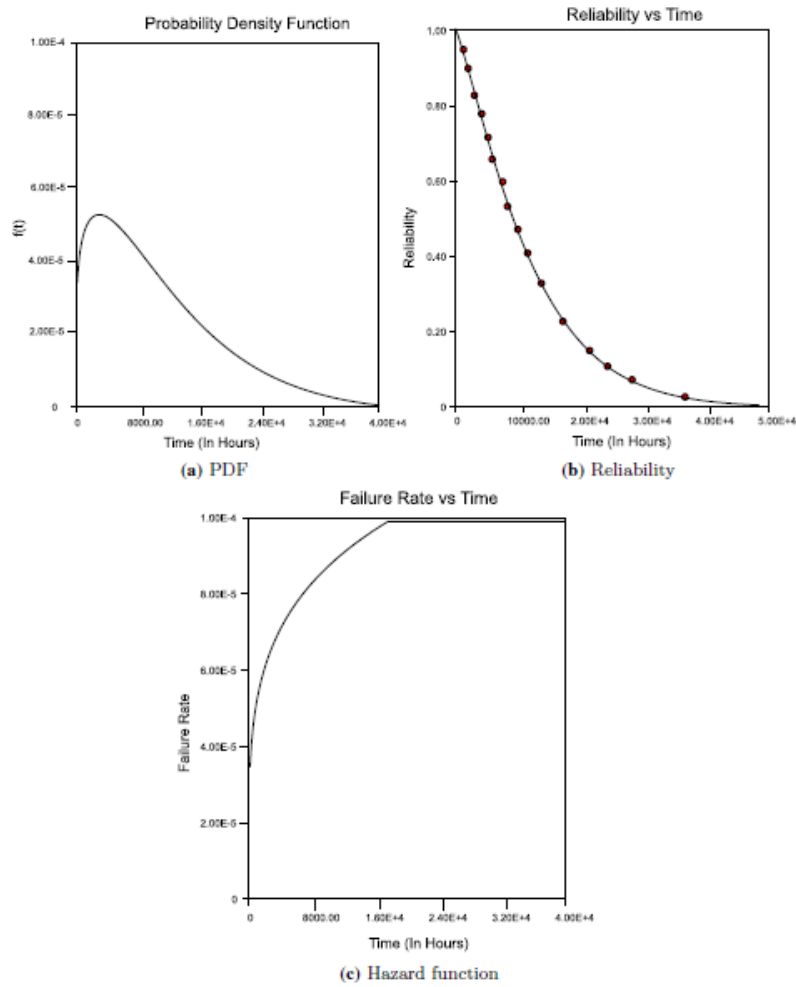 Probability Density Function
1.00E-4
8.00E-5
6.00E-5
4.00E-5
2.00E-5
0
f(t)
0 8000.00 1.60E+4 2.40E+4 3.20E+4 4.00E+4
Time (In Hours)
(a) PDF
Reliability vs Time
1.00
0.80
0.60
0.40
0.20
0
Reliability
0 10000.00 2.00E+4 3.00E+4 4.00E+4 5.00E+4
Time (In Hours)
(b) Reliability
Failure Rate vs Time
1.00E-4
8.00E-5
6.00E-5
4.00E-5
2.00E-5
0
Failure Rate
0 8000.00 1.60E+4 2.40E+4 3.20E+4 4.00E+4
Time (In Hours)
(c) Hazard function